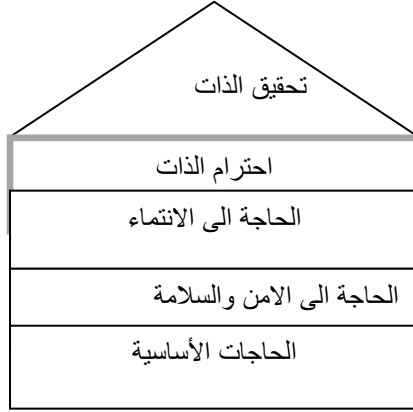 تحقيق الذات
احترام الذات
الحاجة الى الانتماء
الحاجة الى الامن والسلامة
الحاجات الأساسية